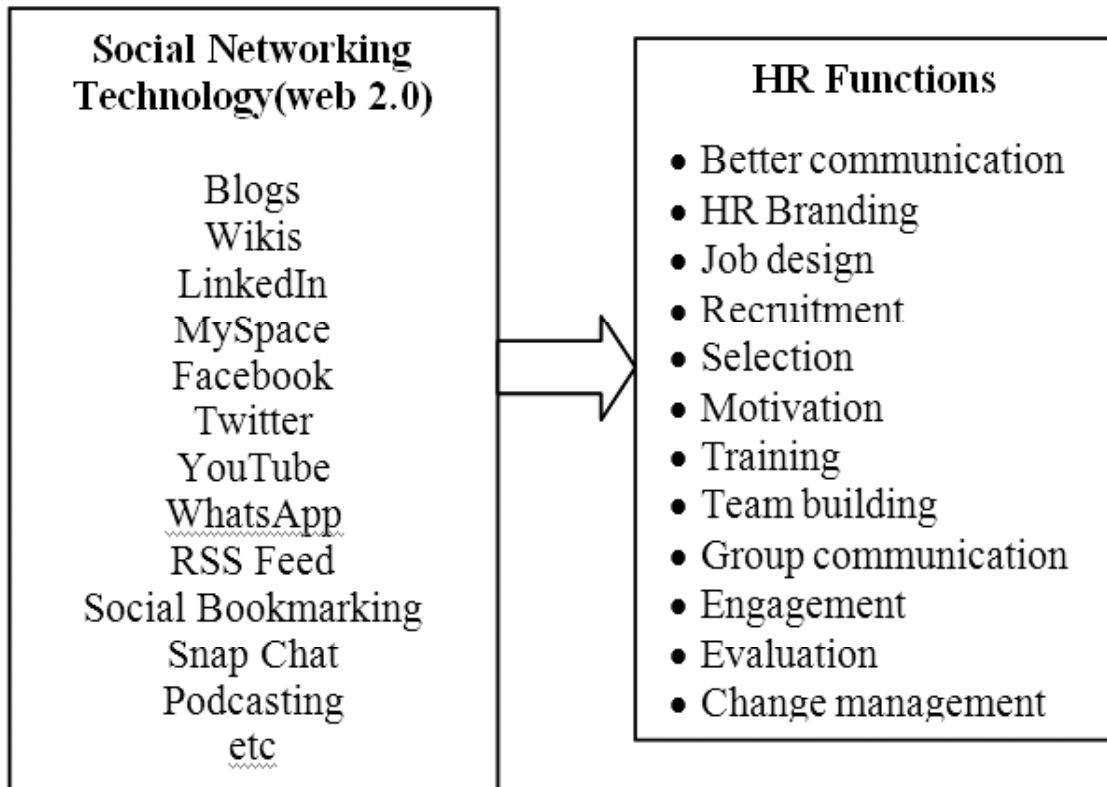 Social Networking
Technology(web 2.0)
Blogs
Wikis
LinkedIn
MySpace
Facebook
Twitter
YouTube
WhatsApp
RSS Feed
Social Bookmarking
Snap Chat
Podcasting
etc
HR Functions
• Better communication
• HR Branding
• Job design
• Recruitment
• Selection
• Motivation
• Training
• Team building
• Group communication
• Engagement
• Evaluation
• Change management